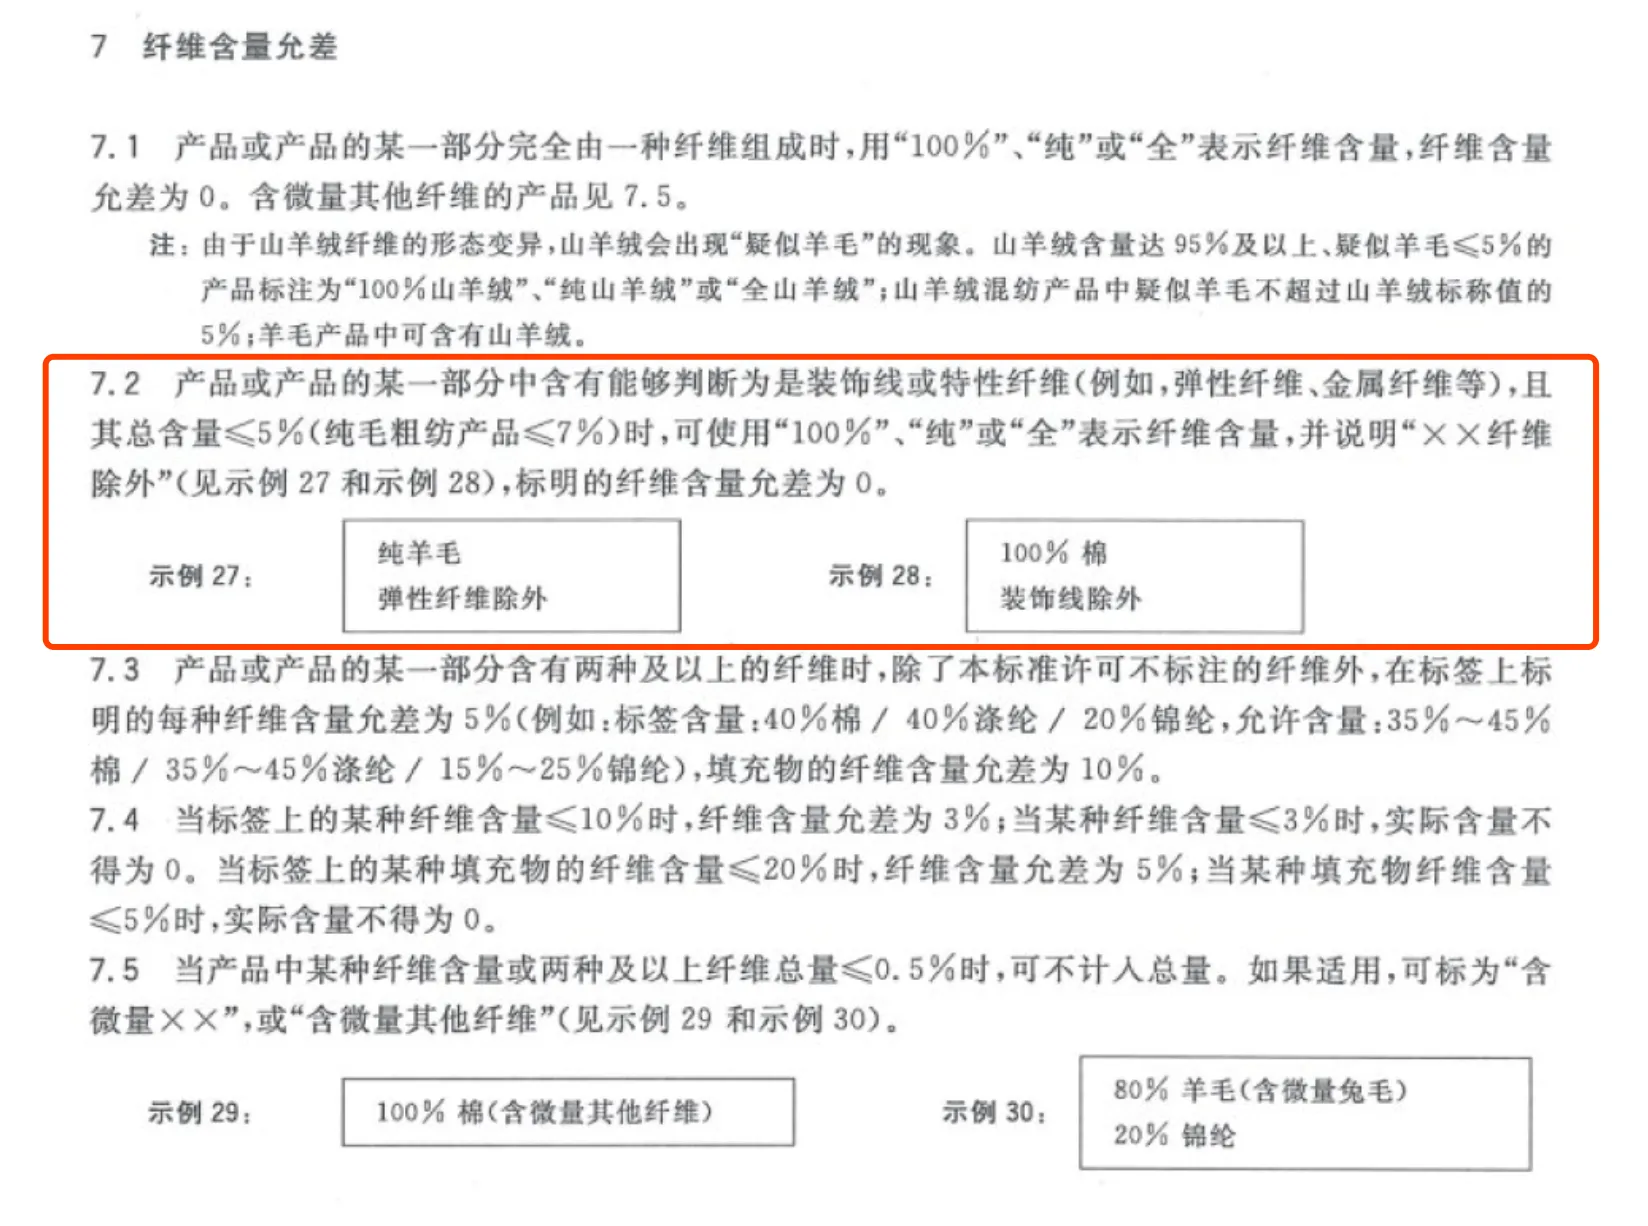 7 纤维含量允差
7.1 产品或产品的某一部分完全由一种纤维组成时,用“100%”、“纯”或“全”表示纤维含量,纤维含量
允差为 0。含微量其他纤维的产品见 7.5。
注:由于山羊绒纤维的形态变异,山羊绒会出现“疑似羊毛”的现象。山羊绒含量达 95%及以上、疑似羊毛≤5%的
产品标注为“100%山羊绒”、“纯山羊绒”或“全山羊绒”;山羊绒混纺产品中疑似羊毛不超过山羊绒标称值的
5%;羊毛产品中可含有山羊绒。
7.2 产品或产品的某一部分中含有能够判断为是装饰线或特性纤维(例如,弹性纤维、金属纤维等),且
其总含量≤5%(纯毛粗纺产品≤7%)时,可使用“100%”、“纯”或“全”表示纤维含量,并说明“××纤维
除外”(见示例 27 和示例 28),标明的纤维含量允差为 0。
示例 27:
纯羊毛
弹性纤维除外
示例 28:
100% 棉
装饰线除外
7.3 产品或产品的某一部分含有两种及以上的纤维时,除了本标准许可不标注的纤维外,在标签上标
明的每种纤维含量允差为 5%(例如:标签含量:40%棉 / 40%涤纶 / 20%锦纶,允许含量:35%~45%
棉 / 35%~45%涤纶 / 15%~25%锦纶),填充物的纤维含量允差为 10%。
7.4 当标签上的某种纤维含量≤10%时,纤维含量允差为 3%;当某种纤维含量≤3%时,实际含量不
得为 0。当标签上的某种填充物的纤维含量≤20%时,纤维含量允差为 5%;当某种填充物纤维含量
≤5%时,实际含量不得为 0。
7.5 当产品中某种纤维含量或两种及以上纤维总量≤0.5%时,可不计入总量。如果适用,可标为“含
微量××”,或“含微量其他纤维”(见示例 29 和示例 30)。
示例 29:
100% 棉(含微量其他纤维)
示例 30:
80% 羊毛(含微量兔毛)
20% 锦纶